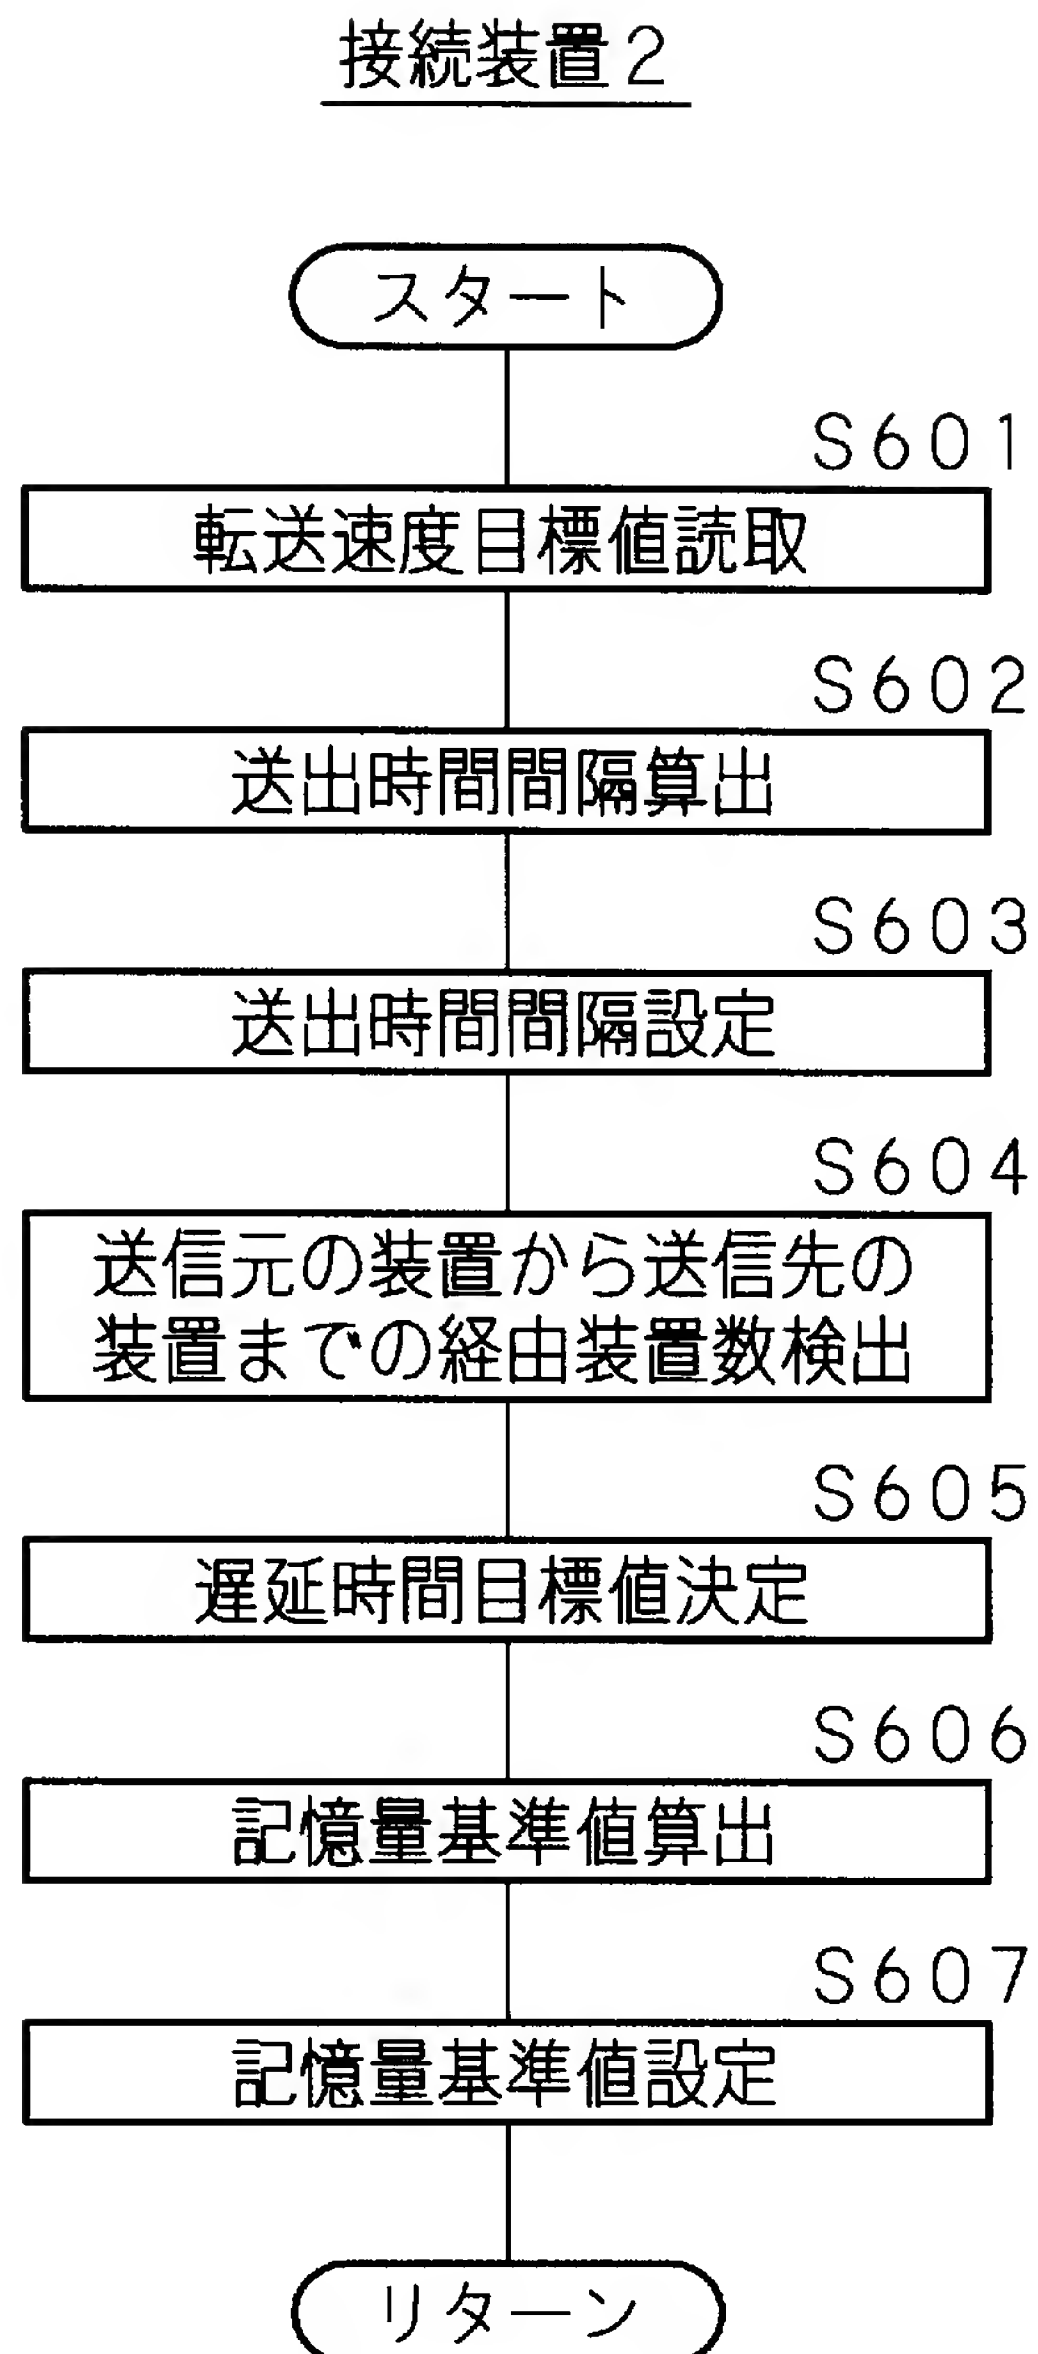 接続装置2
スタート
S601
転送速度目標値読取
S602
送出時間間隔算出
S603
送出時間間隔設定
S604
送信元の装置から送信先の
装置までの経由装置数検出
S605
遅延時間目標値決定
S606
記憶量基準値算出
S607
記憶量基準値設定
リターン